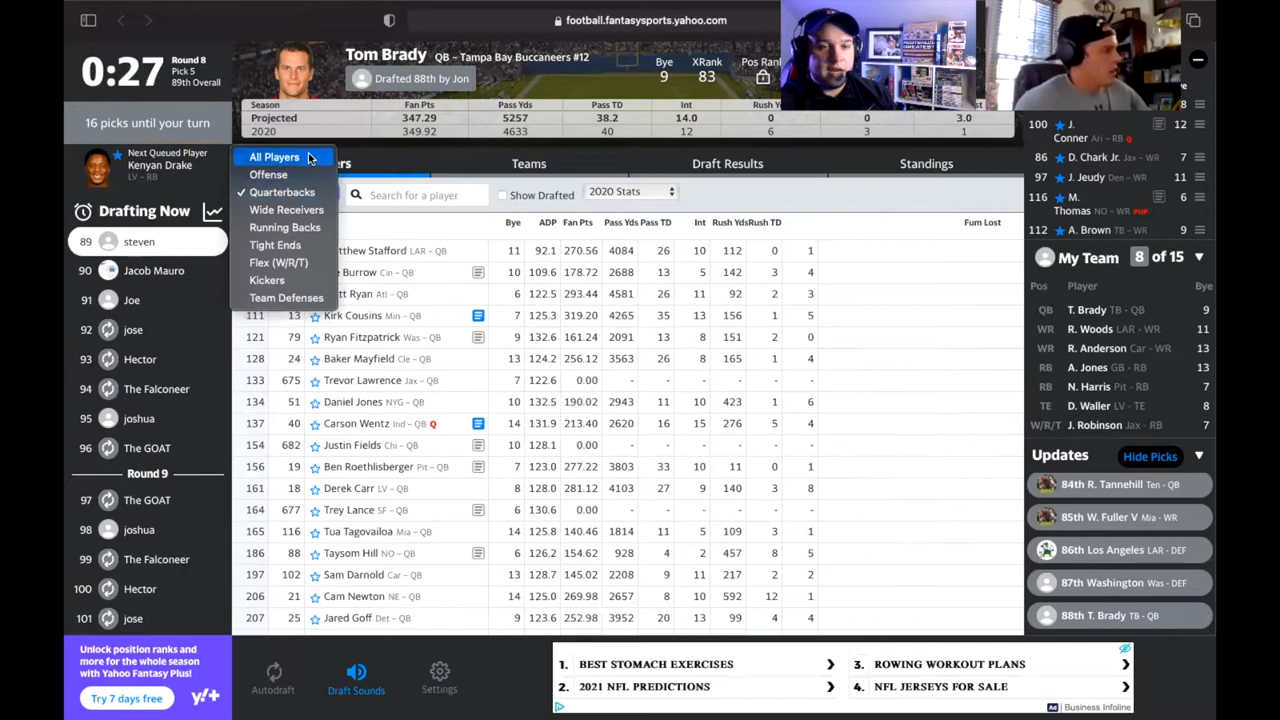 football.fantasysports.yahoo.com
0:27
Round 8
Pick 5
89th Overall
16 picks until your turn
Next Queued Player
Kenyan Drake
LV – RB
Drafting Now
89 steven
90 Jacob Mauro
91 Joe
92 jose
93 Hector
94 The Falconeer
95 joshua
96 The GOAT
Round 9
97 The GOAT
98 joshua
99 The Falconeer
100 Hector
101 jose
Unlock position ranks and
more for the whole season
with Yahoo Fantasy Plus!
Try 7 days free
y!+
Tom Brady QB – Tampa Bay Buccaneers #12
Drafted 88th by Jon
Bye
9
XRank
83
Pos Rank
Season Fan Pts Pass Yds Pass TD Int Rush Y
Projected 347.29 5257 38.2 14.0 0 3.0
2020 349.92 4633 40 12 6 3 1
Teams Draft Results Standings
All Players
Offense
✓ Quarterbacks
Wide Receivers
Running Backs
Tight Ends
Flex (W/R/T)
Kickers
Team Defenses
Search for a player
Show Drafted
2020 Stats
Bye ADP Fan Pts Pass Yds Pass TD Int Rush Yds Rush TD Fum Lost
tthew Stafford LAR – QB 11 92.1 270.56 4084 26 10 112 0 1
e Burrow Cin – QB 10 109.6 178.72 2688 13 5 142 3 4
tt Ryan Atl – QB 6 122.5 293.44 4581 26 11 92 2 3
111 13 Kirk Cousins Min – QB 7 125.3 319.20 4265 35 13 156 1 5
121 79 Ryan Fitzpatrick Was – QB 9 132.6 161.24 2091 13 8 151 2 0
128 24 Baker Mayfield Cle – QB 13 124.2 256.12 3563 26 8 165 1 4
133 675 Trevor Lawrence Jax – QB 7 122.6 0.00 - - - - - -
134 51 Daniel Jones NYG – QB 10 134.5 190.02 2943 11 10 423 1 6
137 40 Carson Wentz Ind – QB Q 14 131.9 213.40 2620 16 15 276 5 4
154 682 Justin Fields Chi – QB 10 128.1 0.00 - - - - - -
156 19 Ben Roethlisberger Pit – QB 7 123.0 277.22 3803 33 10 11 0 1
161 18 Derek Carr LV – QB 8 128.0 281.12 4103 27 9 140 3 8
164 677 Trey Lance SF – QB 6 130.6 0.00 - - - - - -
165 116 Tua Tagovailoa Mia – QB 14 125.8 140.46 1814 11 5 109 3 1
186 88 Taysom Hill NO – QB 6 126.2 154.62 928 4 2 457 8 5
197 102 Sam Darnold Car – QB 13 128.7 145.02 2208 9 11 217 2 2
206 21 Cam Newton NE – QB 14 125.0 269.98 2657 8 10 592 12 1
207 25 Jared Goff Det – QB 9 123.6 252.98 3952 20 13 99 4 4
8
100 J.
Conner Ari – RB Q 12
86 D. Chark Jr. Jax – WR 7
97 J. Jeudy Den – WR 11
116 M.
Thomas NO – WR PUP 6
112 A. Brown TB – WR 9
My Team 8 of 15
Pos Player Bye
QB T. Brady TB – QB 9
WR R. Woods LAR – WR 11
WR R. Anderson Car – WR 13
RB A. Jones GB – RB 13
RB N. Harris Pit – RB 7
TE D. Waller LV – TE 8
W/R/T J. Robinson Jax – RB 7
Updates Hide Picks
84th R. Tannehill Ten – QB
85th W. Fuller V Mia – WR
86th Los Angeles LAR – DEF
87th Washington Was – DEF
88th T. Brady TB – QB
Autodraft
Draft Sounds
Settings
1. BEST STOMACH EXERCISES
2. 2021 NFL PREDICTIONS
3. ROWING WORKOUT PLANS
4. NFL JERSEYS FOR SALE
Ad | Business Infoline